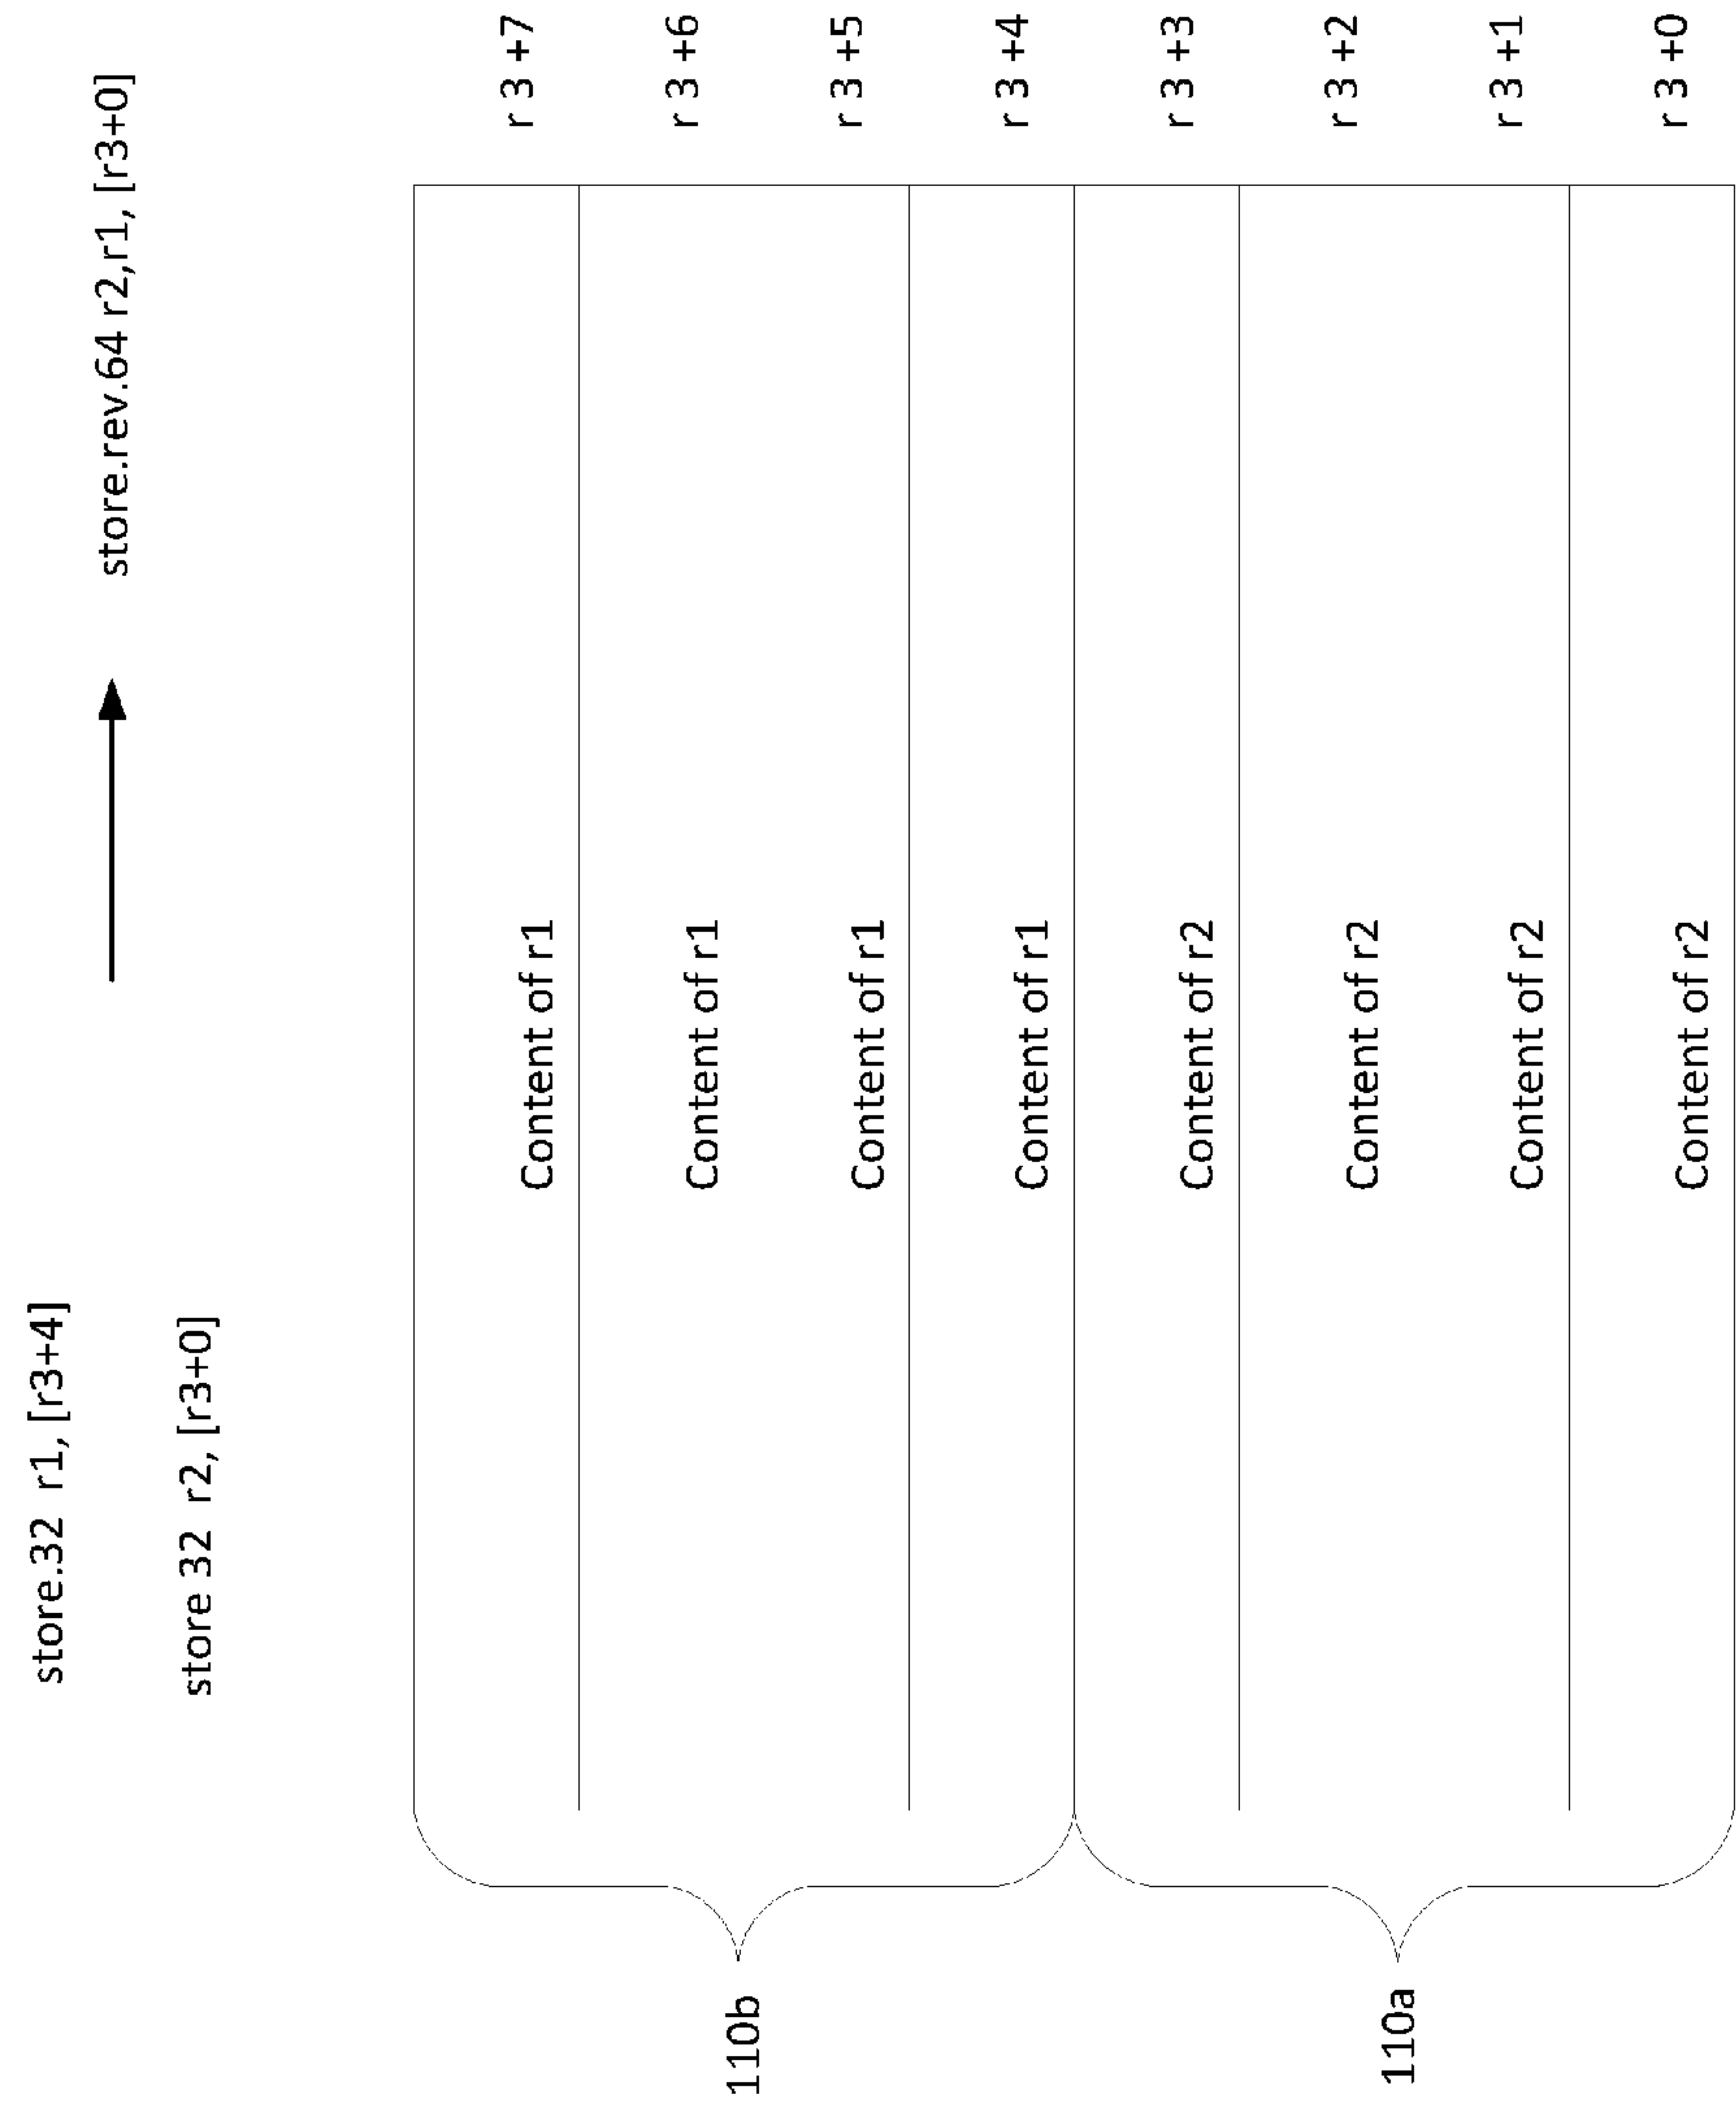 store.32 r1, [r3+4]
store 32 r2, [r3+0]
store.rev.64 r2,r1, [r3+0]
110b
110a
Content of r1
r 3 +7
Content of r1
r 3 +6
Content of r1
r 3 +5
Content of r1
r 3 +4
Content of r2
r 3 +3
Content of r2
r 3 +2
Content of r2
r 3 +1
Content of r2
r 3 +0